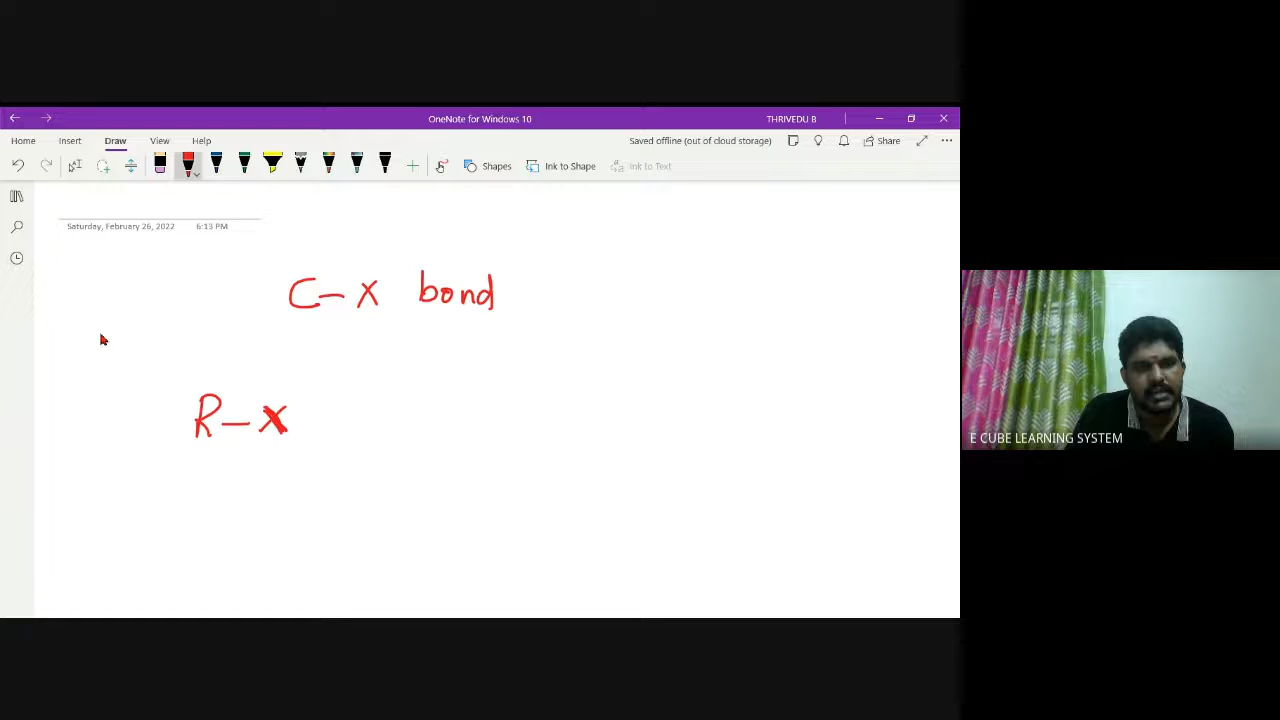 OneNote for Windows 10
THRIVEDU B
Home Insert Draw View Help
Saved offline (out of cloud storage)
Share
Shapes
Ink to Shape
Ink to Text
Saturday, February 26, 2022 6:13 PM
C-X bond
R-X
E CUBE LEARNING SYSTEM